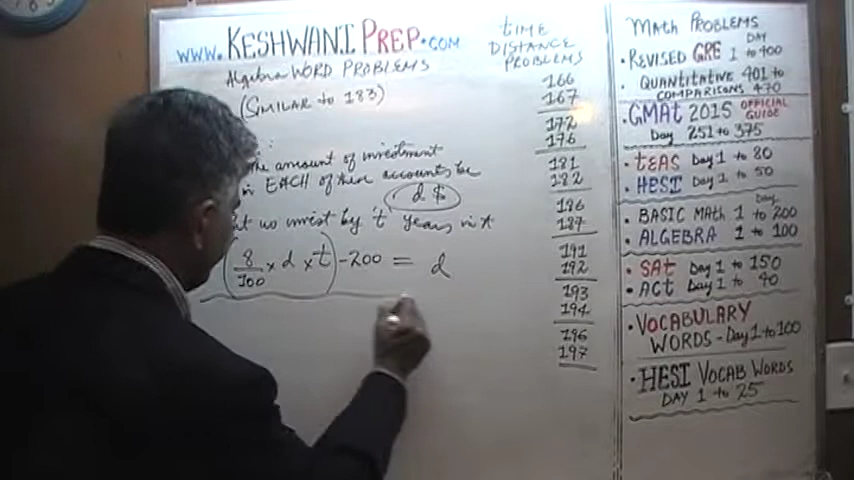 www.KESHWANIPREP.COM
Algebra WORD PROBLEMS
(SIMILAR to 183)
the amount of investment
in EACH of these accounts be
d $
we invest by 't' years in
8/100 × d × t - 200 = d
TIME
DISTANCE
PROBLEMS
166
167
172
176
181
182
186
187
191
192
193
194
196
197
MATH PROBLEMS
DAY
• REVISED GRE 1 to 400
• QUANTITATIVE 401 to
COMPARISONS 470
• GMAt 2015 OFFICIAL
GUIDE
Day 251 to 375
• tEAS Day 1 to 80
• HESI Day 1 to 50
Day
• BASIC MAth 1 to 200
• ALGEBRA 1 to 100
• SAt Day 1 to 150
• ACt Day 1 to 40
• VOCABULARY
WORDS - Day 1 to 100
• HESI VOCAB WORDS
DAY 1 to 25